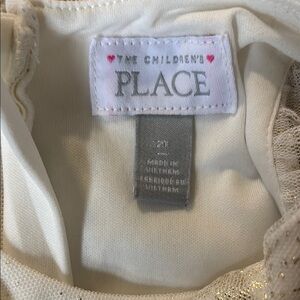 THE CHILDREN'S
PLACE
2T
MADE IN
VIETNAM
FABRIQUÉ AU
VIETNAM